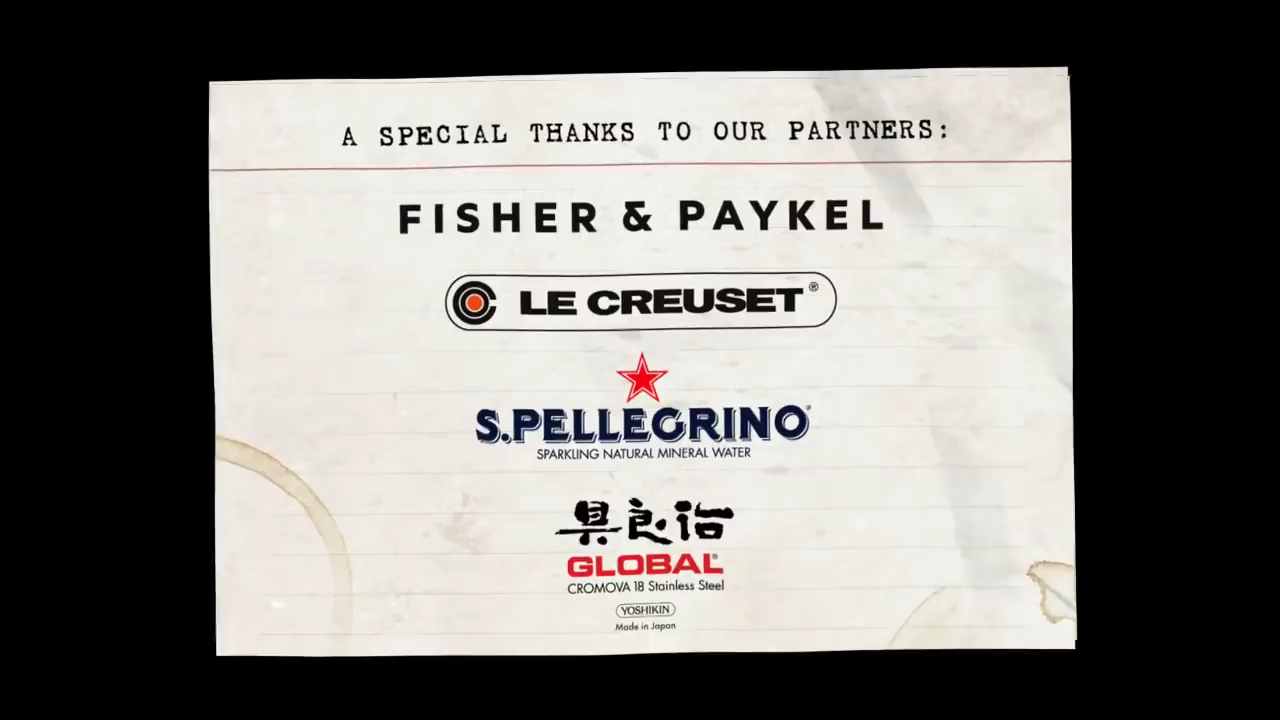 A SPECIAL THANKS TO OUR PARTNERS:
FISHER & PAYKEL
LE CREUSET®
S.PELLEGRINO®
SPARKLING NATURAL MINERAL WATER
具良治
GLOBAL®
CROMOVA 18 Stainless Steel
YOSHIKIN
Made in Japan